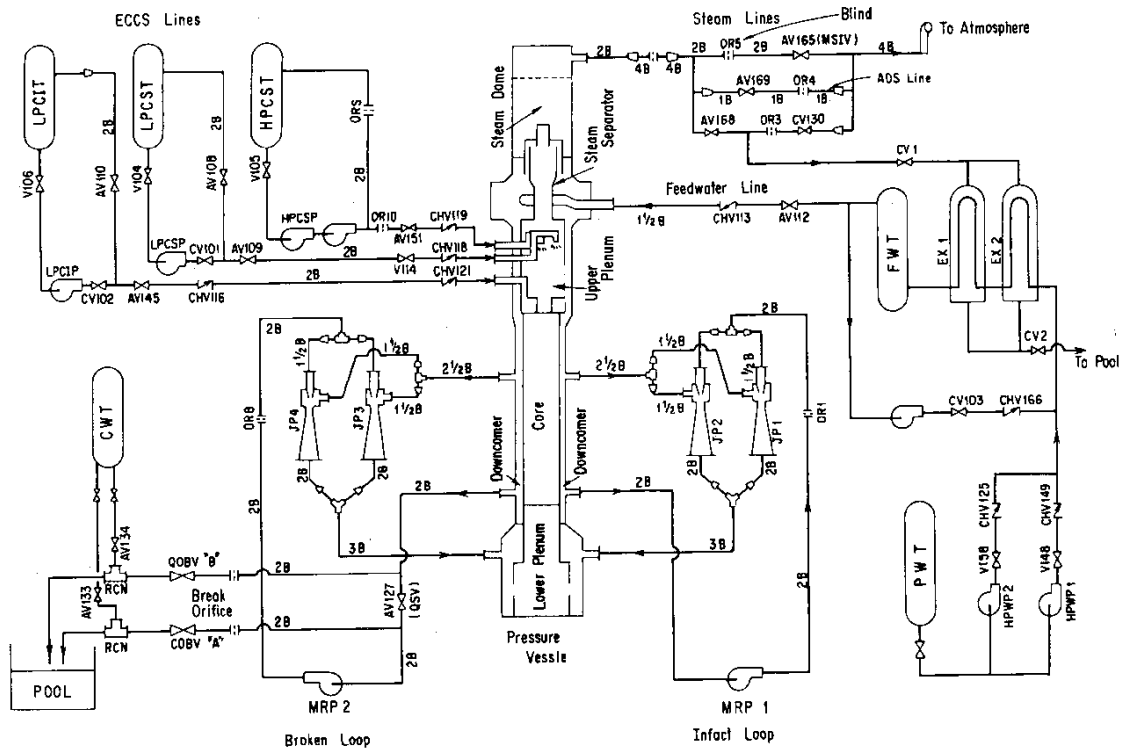 ECCS Lines
Blind
To Atmosphere
2B
4B
4B
2B
OR5
2B
AV165(MSIV)
4B
AV169
OR4
ADS Line
1B
1B
1B
AV168
OR3
CV130
CV1
LPCIT
LPCST
HPCST
2B
2B
ORS
2B
V106
AV110
V104
AV108
V105
Steam Dome
Steam Separator
Feedwater Line
1½B
CHV113
AV112
FWT
EX 1
EX 2
HPCSP
OR10
AV151
CHV119
LPCSP
CV101
AV109
2B
V114
CHV118
LPCIP
CV102
AV145
CHV116
2B
CHV121
Upper Plenum
CV2
To Pool
2B
1½B
1½B
1½B
2½B
JP4
JP3
OR8
2B
2B
2B
2½B
1½B
1½B
1½B
2B
JP2
JP1
OR1
2B
2B
CV103
CHV166
Core
Downcomer
Downcomer
CWT
2B
2B
3B
3B
2B
AV134
QOBV "B"
2B
RCN
AV133
Break
Orifice
AV127
(QSV)
Lower Plenum
COBV "A"
2B
RCN
2B
POOL
MRP 2
Broken Loop
Pressure
Vessle
MRP 1
Infact Loop
PWT
CHV125
CHV149
V158
V148
HPWP2
HPWP1